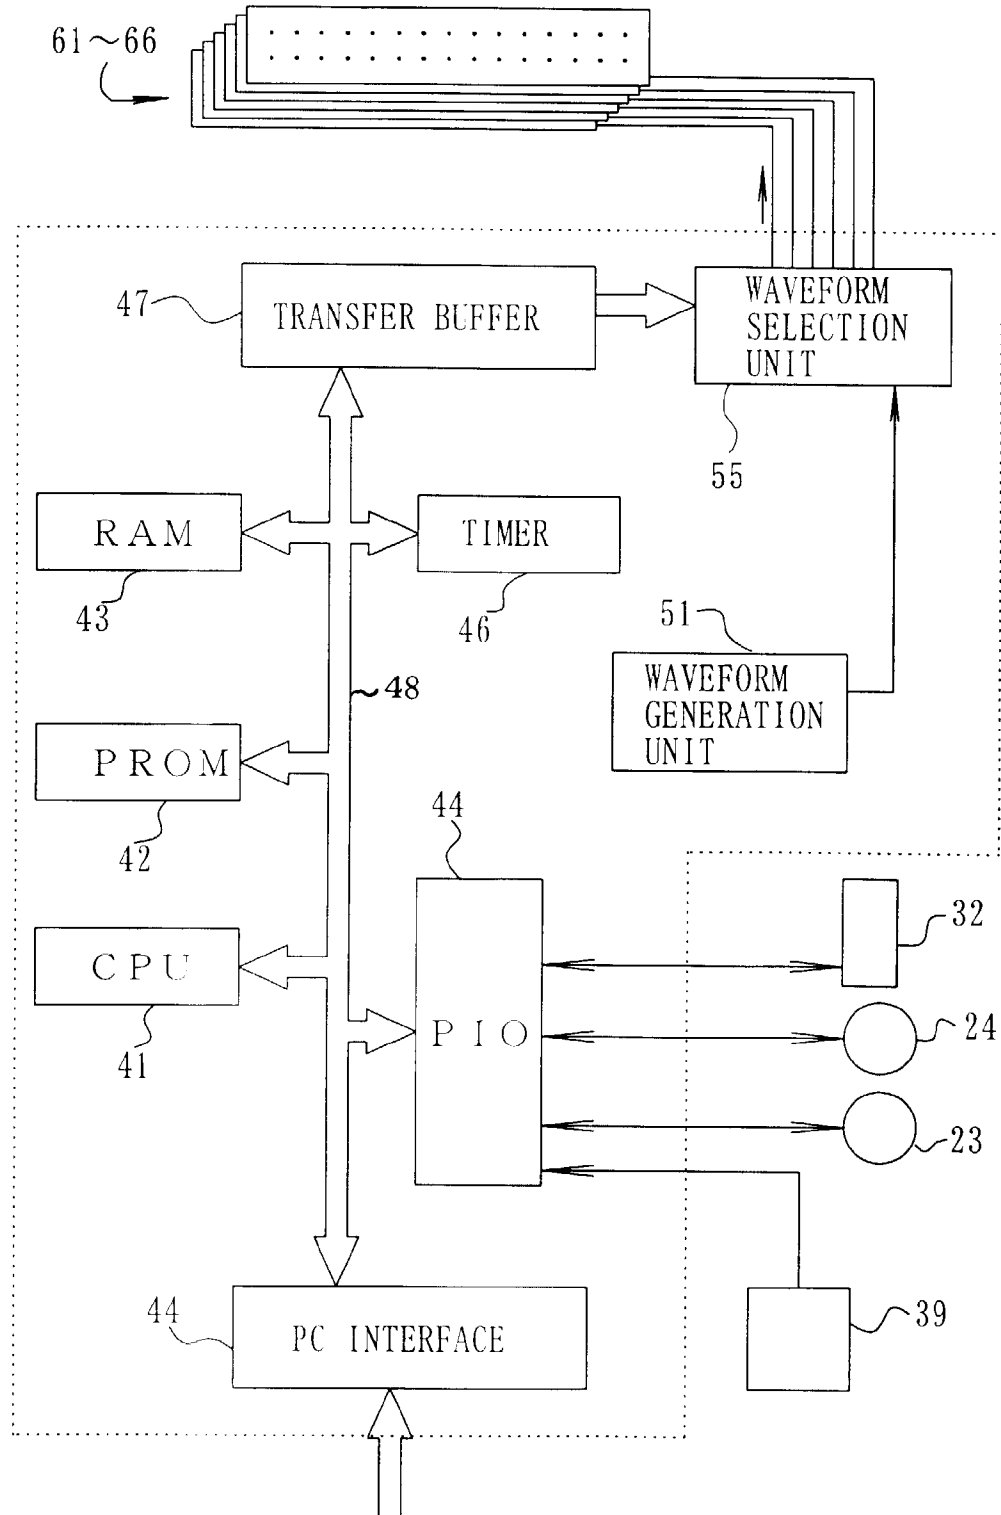 61~66
47
TRANSFER BUFFER
WAVEFORM
SELECTION
UNIT
55
RAM
43
TIMER
46
51
WAVEFORM
GENERATION
UNIT
48
PROM
42
44
CPU
41
PIO
32
24
23
44
PC INTERFACE
39